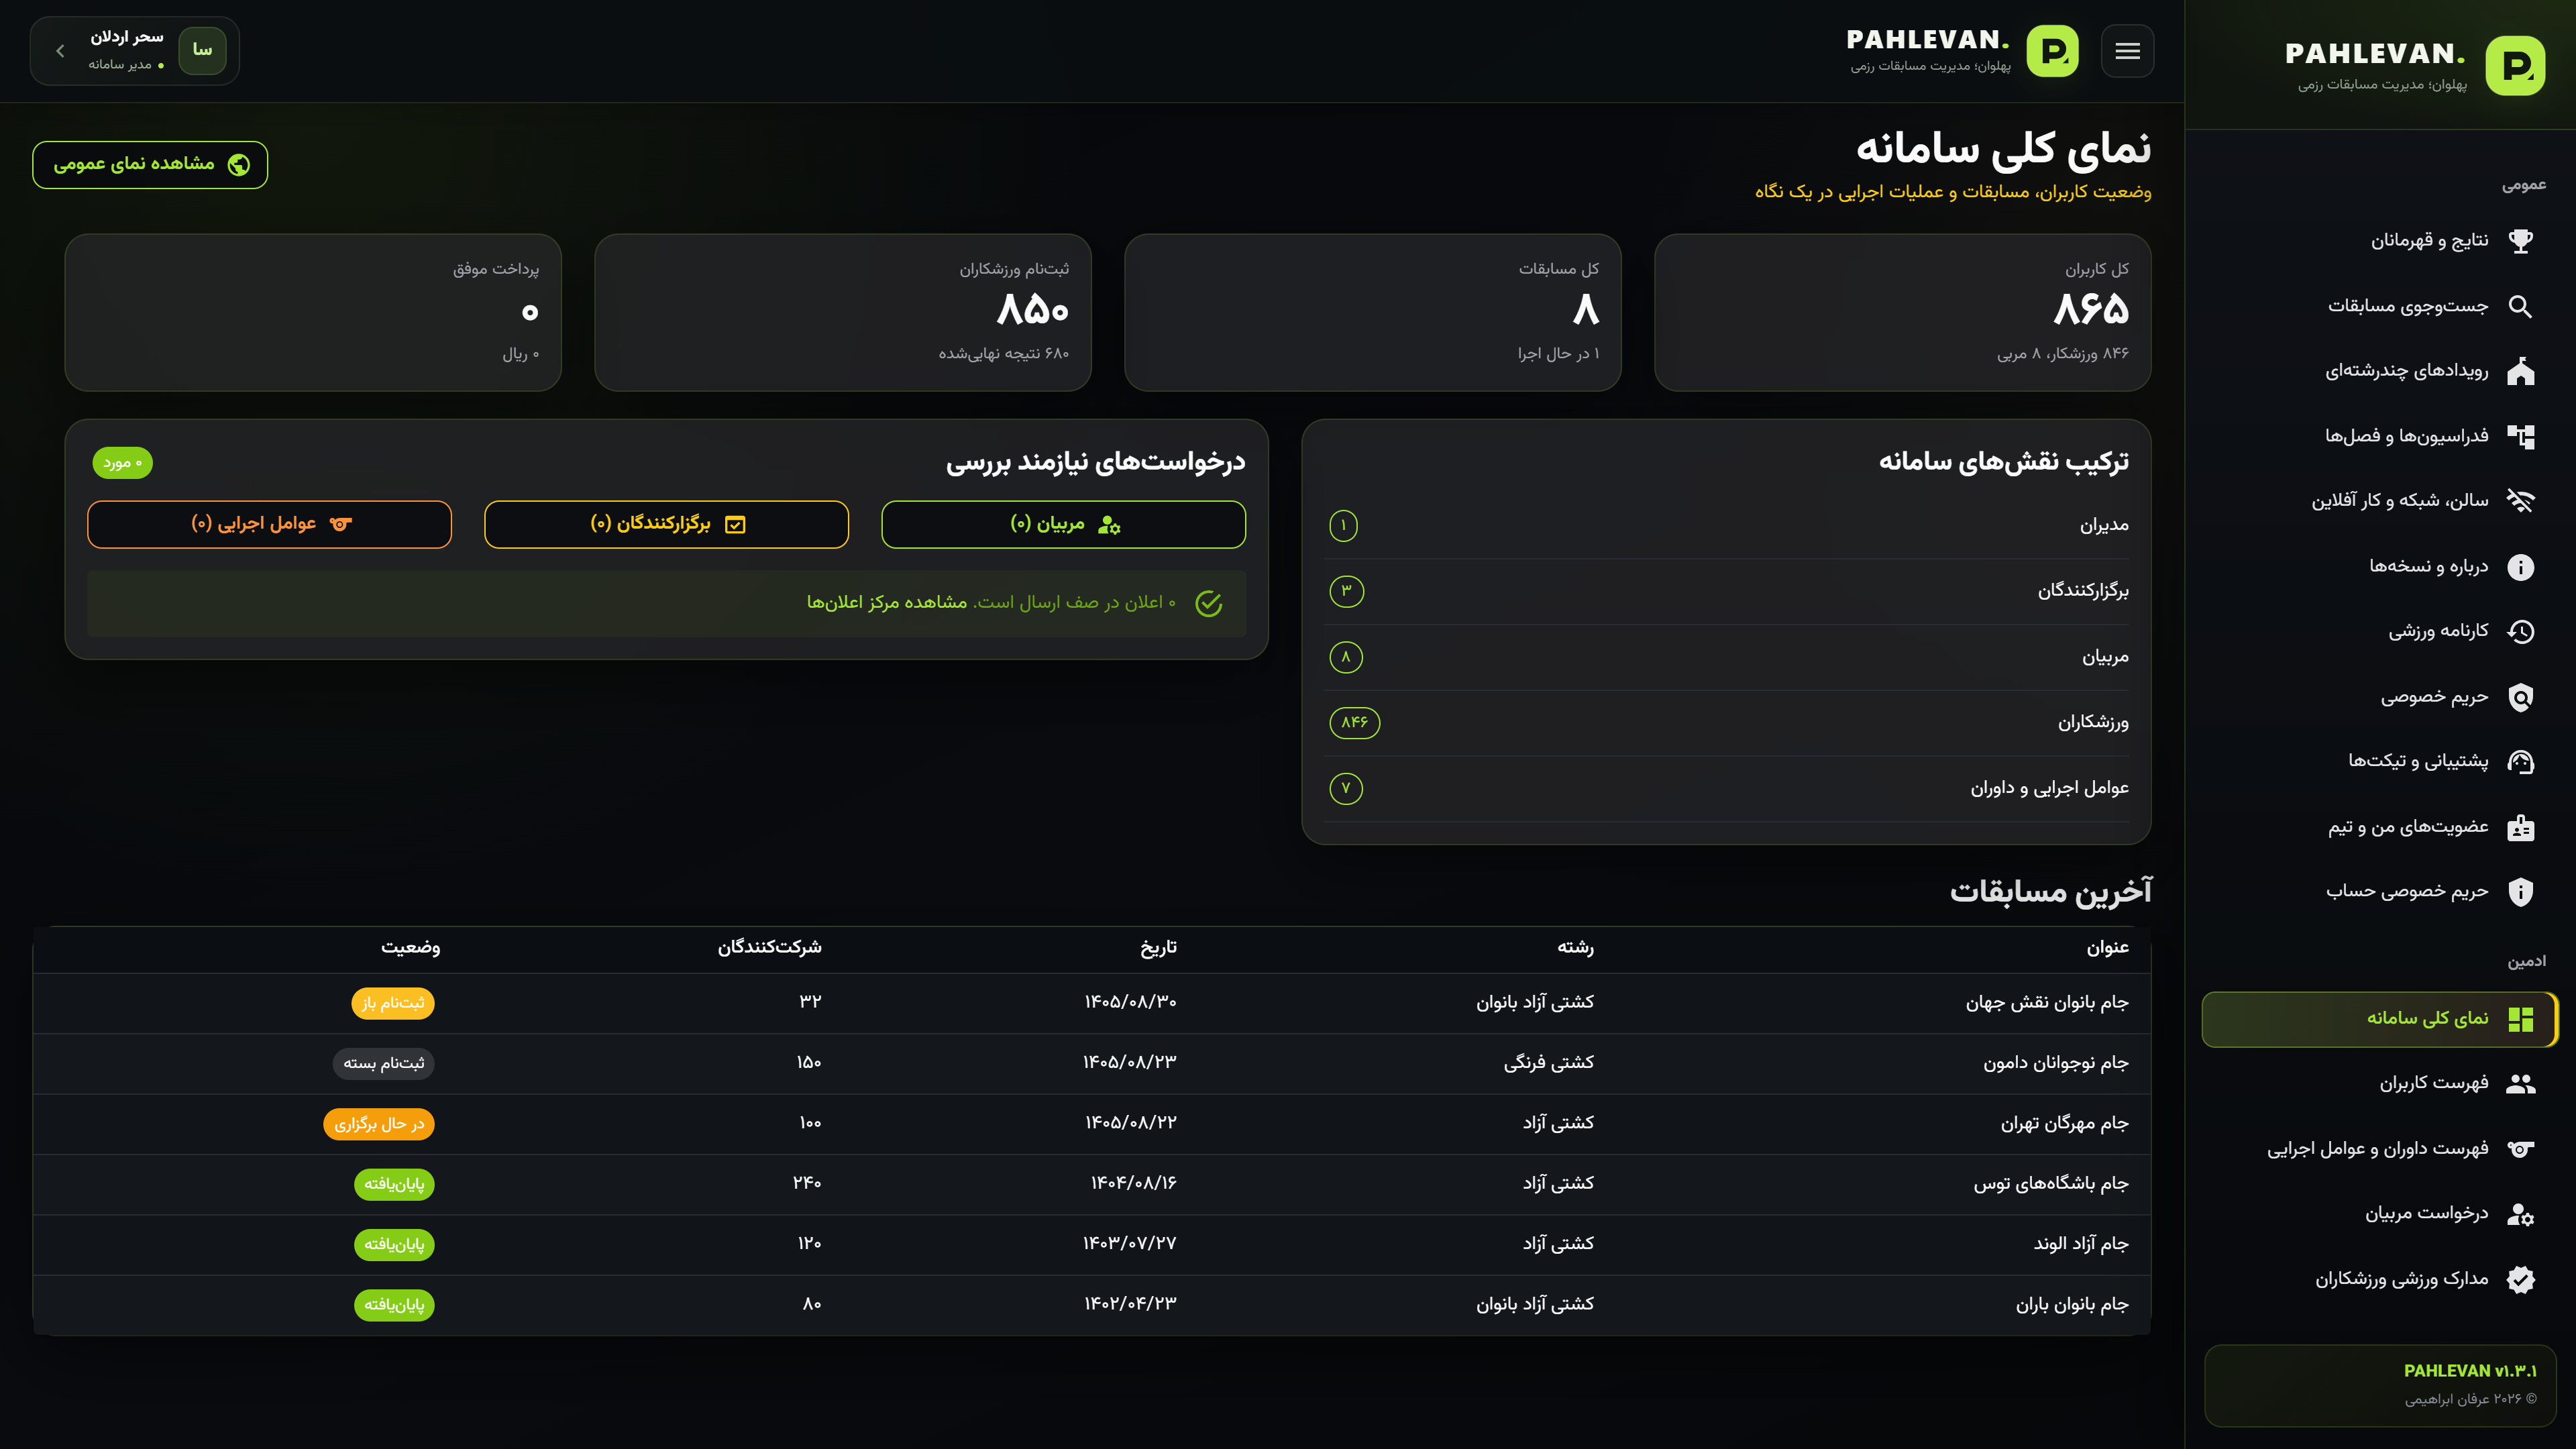 PAHLEVAN.
پهلوان؛ مدیریت مسابقات رزمی
عمومی
نتایج و قهرمانان
جست‌وجوی مسابقات
رویدادهای چندرشته‌ای
فدراسیون‌ها و فصل‌ها
سالن، شبکه و کار آفلاین
درباره و نسخه‌ها
کارنامه ورزشی
حریم خصوصی
پشتیبانی و تیکت‌ها
عضویت‌های من و تیم
حریم خصوصی حساب
ادمین
نمای کلی سامانه
فهرست کاربران
فهرست داوران و عوامل اجرایی
درخواست مربیان
مدارک ورزشی ورزشکاران
PAHLEVAN v۱.۳.۱
© ۲۰۲۶ عرفان ابراهیمی
PAHLEVAN.
پهلوان؛ مدیریت مسابقات رزمی
سا
سحر اردلان
مدیر سامانه
نمای کلی سامانه
وضعیت کاربران، مسابقات و عملیات اجرایی در یک نگاه
مشاهده نمای عمومی
کل کاربران
۸۶۵
۸۴۶ ورزشکار، ۸ مربی
کل مسابقات
۸
۱ در حال اجرا
ثبت‌نام ورزشکاران
۸۵۰
۶۸۰ نتیجه نهایی‌شده
پرداخت موفق
۰
۰ ریال
ترکیب نقش‌های سامانه
مدیران ۱
برگزارکنندگان ۳
مربیان ۸
ورزشکاران ۸۴۶
عوامل اجرایی و داوران ۷
درخواست‌های نیازمند بررسی
۰ مورد
مربیان (۰)
برگزارکنندگان (۰)
عوامل اجرایی (۰)
۰ اعلان در صف ارسال است. مشاهده مرکز اعلان‌ها
آخرین مسابقات
عنوان رشته تاریخ شرکت‌کنندگان وضعیت
جام بانوان نقش جهان کشتی آزاد بانوان ۱۴۰۵/۰۸/۳۰ ۳۲ ثبت‌نام باز
جام نوجوانان دامون کشتی فرنگی ۱۴۰۵/۰۸/۲۳ ۱۵۰ ثبت‌نام بسته
جام مهرگان تهران کشتی آزاد ۱۴۰۵/۰۸/۲۲ ۱۰۰ در حال برگزاری
جام باشگاه‌های توس کشتی آزاد ۱۴۰۴/۰۸/۱۶ ۲۴۰ پایان‌یافته
جام آزاد الوند کشتی آزاد ۱۴۰۳/۰۷/۲۷ ۱۲۰ پایان‌یافته
جام بانوان باران کشتی آزاد بانوان ۱۴۰۲/۰۴/۲۳ ۸۰ پایان‌یافته